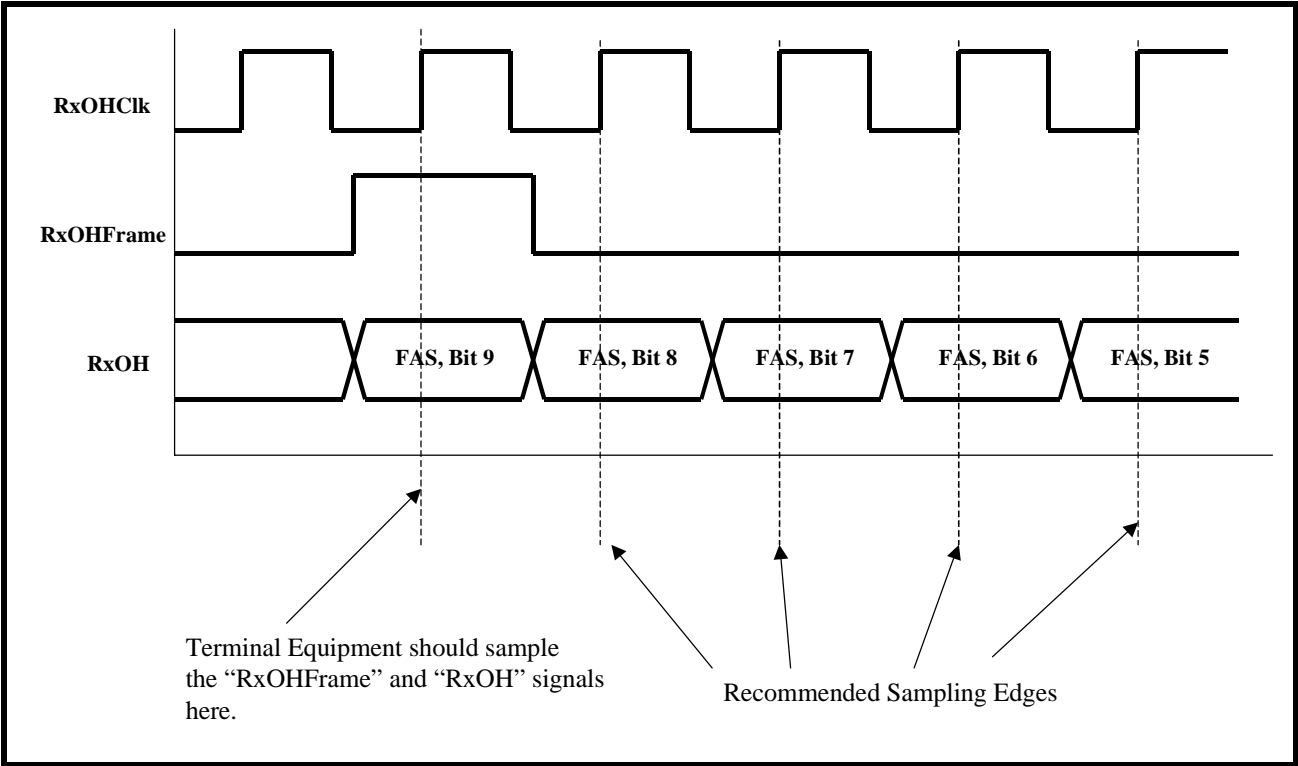 RxOHClk
RxOHFrame
RxOH
FAS, Bit 9
FAS, Bit 8
FAS, Bit 7
FAS, Bit 6
FAS, Bit 5
Terminal Equipment should sample
the “RxOHFrame” and “RxOH” signals
here.
Recommended Sampling Edges